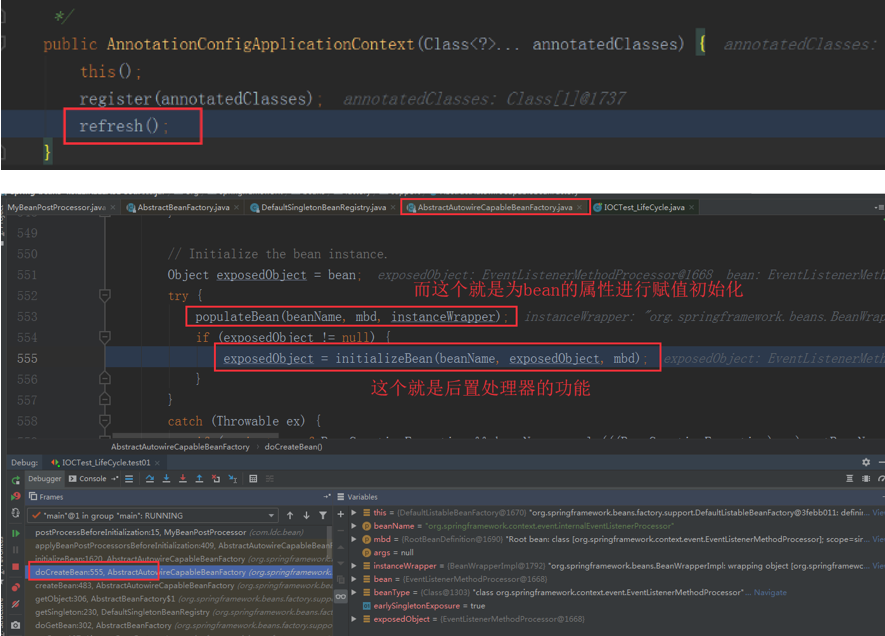 */
public AnnotationConfigApplicationContext(Class<?>... annotatedClasses) { annotatedClasses:
this();
register(annotatedClasses); annotatedClasses: Class[1]@1737
refresh();
}
MyBeanPostProcessor.java × AbstractBeanFactory.java × DefaultSingletonBeanRegistry.java × AbstractAutowireCapableBeanFactory.java × IOCTest_LifeCycle.java ×
549
550 // Initialize the bean instance.
551 Object exposedObject = bean; exposedObject: EventListenerMethodProcessor@1668 bean: EventListenerMeth
而这个就是为bean的属性进行赋值初始化
552 try {
553 populateBean(beanName, mbd, instanceWrapper); instanceWrapper: "org.springframework.beans.BeanWrap
554 if (exposedObject != null) {
555 exposedObject = initializeBean(beanName, exposedObject, mbd); exposedObject: EventListenerMeth
556 }
这个就是后置处理器的功能
557 }
558 catch (Throwable ex) {
AbstractAutowireCapableBeanFactory › doCreateBean()
Debug: IOCTest_LifeCycle.test01 ×
Debugger Console
Frames
Variables
"main"@1 in group "main": RUNNING
postProcessBeforeInitialization:15, MyBeanPostProcessor (com.ldc.bean)
applyBeanPostProcessorsBeforeInitialization:409, AbstractAutowireCapableBeanF
initializeBean:1620, AbstractAutowireCapableBeanFactory (org.springframework.
doCreateBean:555, AbstractAutowireCapableBeanFactory (org.springframework.
createBean:483, AbstractAutowireCapableBeanFactory (org.springframework.be
getObject:306, AbstractBeanFactory$1 (org.springframework.beans.factory.suppo
getSingleton:230, DefaultSingletonBeanRegistry (org.springframework.beans.fac
doGetBean:302, AbstractBeanFactory (org.springframework.beans.factory.suppor
this = {DefaultListableBeanFactory@1670} "org.springframework.beans.factory.support.DefaultListableBeanFactory@3febb011: defini... Vie
beanName = "org.springframework.context.event.internalEventListenerProcessor"
mbd = {RootBeanDefinition@1690} "Root bean: class [org.springframework.context.event.EventListenerMethodProcessor]; scope=sir... View
args = null
instanceWrapper = {BeanWrapperImpl@1792} "org.springframework.beans.BeanWrapperImpl: wrapping object [org.springframewor... View
bean = {EventListenerMethodProcessor@1668}
beanType = {Class@1303} "class org.springframework.context.event.EventListenerMethodProcessor"... Navigate
earlySingletonExposure = true
exposedObject = {EventListenerMethodProcessor@1668}